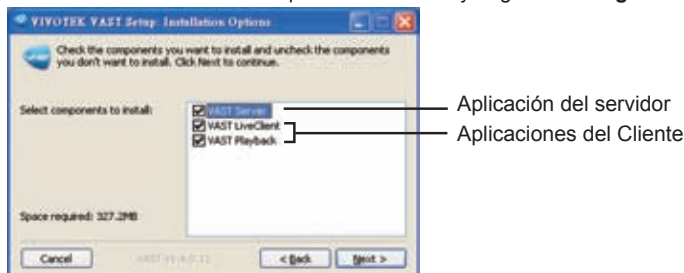 VIVOTEK VAST Setup: Installation Options
Check the components you want to install and uncheck the components
you don't want to install. Click Next to continue.
Select components to install:
VAST Server
VAST LiveClient
VAST Playback
Aplicación del servidor
Aplicaciones del Cliente
Space required: 327.2MB
Cancel
< Back
Next >